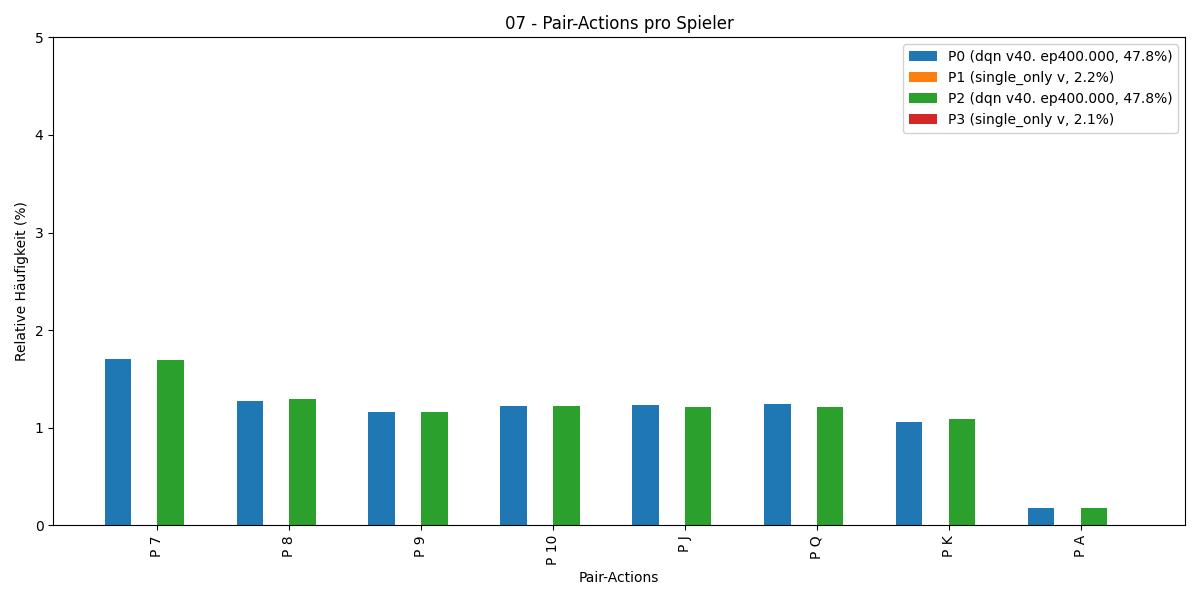 07 - Pair-Actions pro Spieler
P0 (dqn v40. ep400.000, 47.8%)
P1 (single_only v, 2.2%)
P2 (dqn v40. ep400.000, 47.8%)
P3 (single_only v, 2.1%)
Relative Häufigkeit (%)
5
4
3
2
1
0
P 7
P 8
P 9
P 10
P J
P Q
P K
P A
Pair-Actions